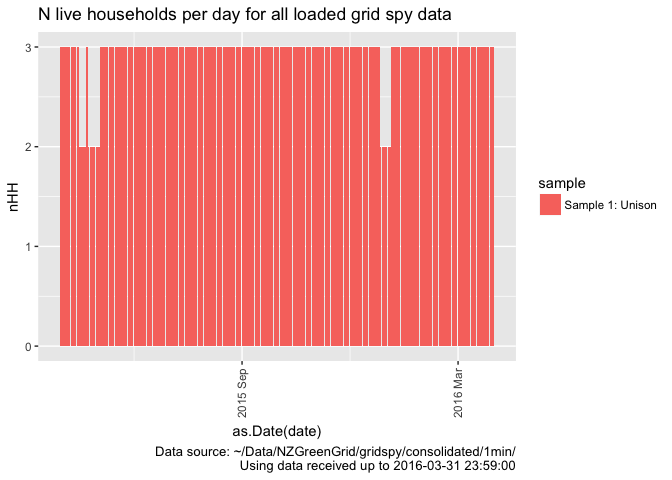 N live households per day for all loaded grid spy data
3
2
1
0
nHH
2015 Sep
2016 Mar
as.Date(date)
sample
Sample 1: Unison
Data source: ~/Data/NZGreenGrid/gridspy/consolidated/1min/
Using data received up to 2016-03-31 23:59:00